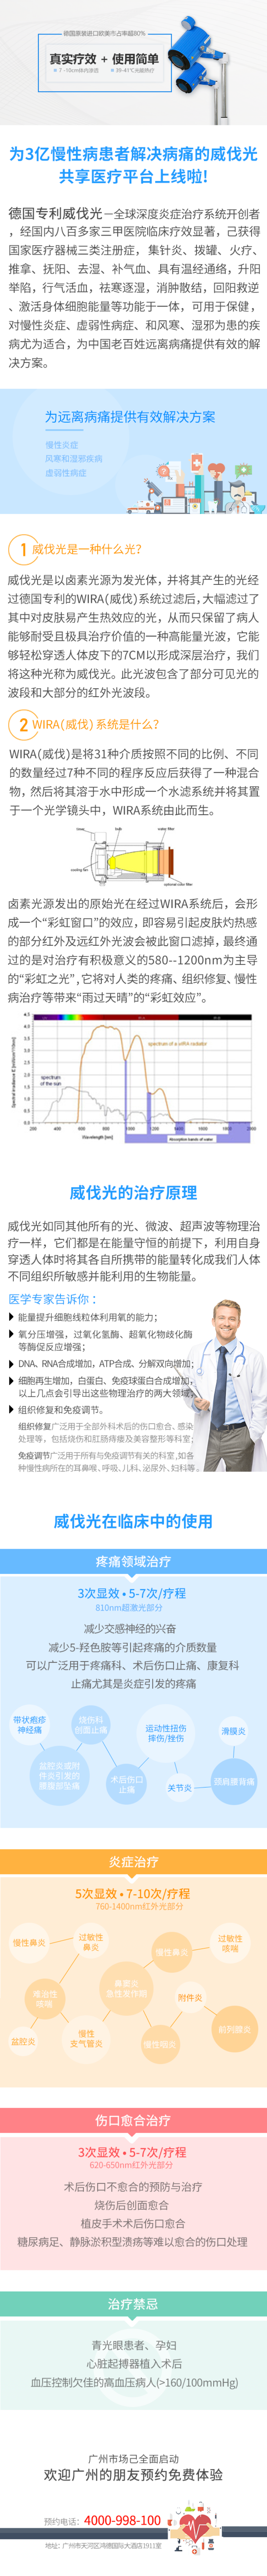 德国原装进口欧美市占率超80%
真实疗效 + 使用简单
为3亿慢性病患者解决病痛的威伐光
共享医疗平台上线啦!
德国专利威伐光—全球深度炎症治疗系统开创者
，经国内八百多家三甲医院临床疗效显著，己获得
国家医疗器械三类注册症， 集针灸、拨罐、火疗、
推拿、抚阳、去湿、补气血、具有温经通络，升阳
举陷，行气活血，祛寒逐湿，消肿散结，回阳救逆
、激活身体细胞能量等功能于一体，可用于保健，
对慢性炎症、虚弱性病症、和风寒、湿邪为患的疾
病尤为适合，为中国老百姓远离病痛提供有效的解
决方案。
为远离病痛提供有效解决方案
慢性炎症
风寒和湿邪疾病
虚弱性病症
1 威伐光是一种什么光?
威伐光是以卤素光源为发光体，并将其产生的光经
过德国专利的WIRA(威伐)系统过滤后,大幅滤过了
其中对皮肤易产生热效应的光，从而只保留了病人
能够耐受且极具治疗价值的一种高能量光波，它能
够轻松穿透人体皮下的7CM以形成深层治疗，我们
将这种光称为威伐光。此光波包含了部分可见光的
波段和大部分的红外光波段。
2 WIRA(威伐) 系统是什么?
WIRA(威伐)是将31种介质按照不同的比例、不同
的数量经过7种不同的程序反应后获得了一种混合
物,然后将其溶于水中形成一个水滤系统并将其置
于一个光学镜头中，WIRA系统由此而生。
卤素光源发出的原始光在经过WIRA系统后，会形
成一个“彩虹窗口”的效应，即容易引起皮肤灼热感
的部分红外及远红外光波会被此窗口滤掉，最终通
过的是对治疗有积极意义的580--1200nm为主导
的“彩虹之光”,它将对人类的疼痛、组织修复、慢性
病治疗等带来“雨过天晴”的“彩虹效应”。
spectrum of a wIRA radiator
spectrum
of the sun
Absorption bands of water
威伐光的治疗原理
威伐光如同其他所有的光、微波、超声波等物理治
疗一样，它们都是在能量守恒的前提下，利用自身
穿透人体时将其各自所携带的能量转化成我们人体
不同组织所敏感并能利用的生物能量。
医学专家告诉你：
能量提升细胞线粒体利用氧的能力；
氧分压增强，过氧化氢酶、超氧化物歧化酶
等酶促反应增强；
DNA、RNA合成增加，ATP合成、分解双向增加；
细胞再生增加，白蛋白、免疫球蛋白合成增加，
以上几点会引导出这些物理治疗的两大领域，
组织修复和免疫调节。
组织修复广泛用于全部外科术后的伤口愈合、感染
处理等，包括烧伤和肛肠痔瘘及美容整形等科室；
免疫调节广泛用于所有与免疫调节有关的科室,如各
种慢性病所在的耳鼻喉､呼吸､儿科､泌尿外､妇科等
威伐光在临床中的使用
疼痛领域治疗
3次显效 • 5-7次/疗程
810nm超激光部分
减少交感神经的兴奋
减少5-羟色胺等引起疼痛的介质数量
可以广泛用于疼痛科、术后伤口止痛、康复科
止痛尤其是炎症引发的疼痛
带状疱疹
神经痛
烧伤科
创面止痛
运动性扭伤
摔伤/挫伤
滑膜炎
盆腔炎或附
件炎引发的
腰腹部坠痛
术后伤口
止痛
关节炎
颈肩腰背痛
炎症治疗
5次显效 • 7-10次/疗程
760-1400nm红外光部分
慢性鼻炎
过敏性
鼻炎
慢性鼻炎
过敏性
咳喘
难治性
咳喘
鼻窦炎
急性发作期
附件炎
盆腔炎
慢性
支气管炎
慢性咽炎
前列腺炎
伤口愈合治疗
3次显效 • 5-7次/疗程
620-650nm红外光部分
术后伤口不愈合的预防与治疗
烧伤后创面愈合
植皮手术术后伤口愈合
糖尿病足、静脉淤积型溃疡等难以愈合的伤口处理
治疗禁忌
青光眼患者、孕妇
心脏起搏器植入术后
血压控制欠佳的高血压病人(>160/100mmHg)
广州市场己全面启动
欢迎广州的朋友预约免费体验
预约电话：4000-998-100
地址：广州市天河区冯德国际大酒店1911室